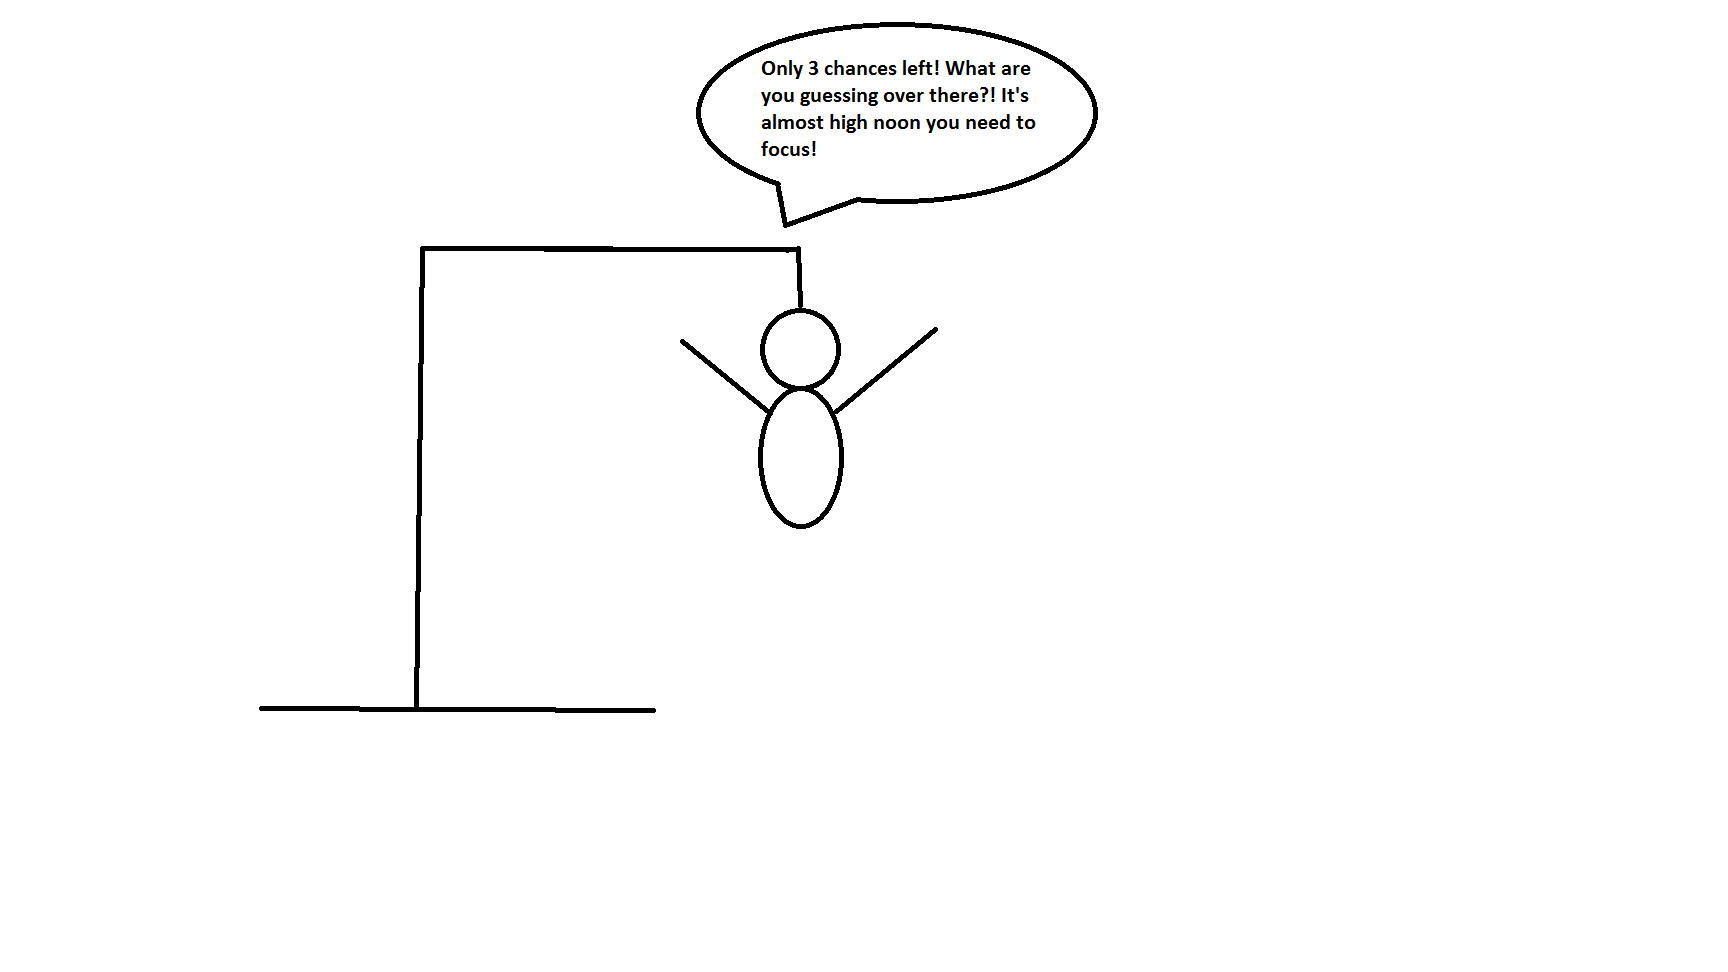 Only 3 chances left! What are
you guessing over there?! It's
almost high noon you need to
focus!